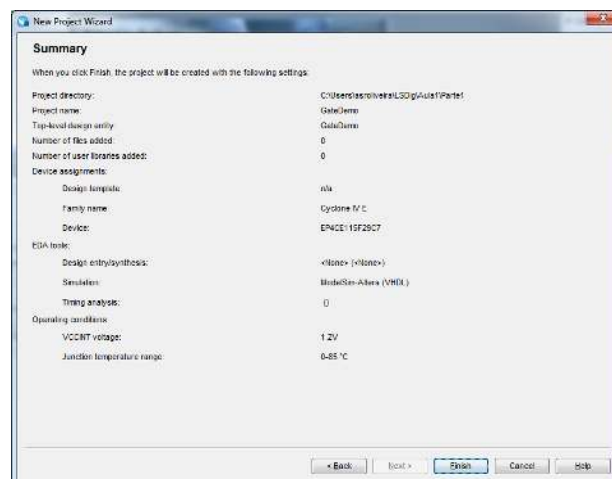 New Project Wizard
Summary
When you click Finish, the project will be created with the following settings:
Project directory: C:\Users\asroliveira\LSDig\Aula1\Parte1
Project name: GateDemo
Top-level design entity: GateDemo
Number of files added: 0
Number of user libraries added: 0
Device assignments:
Design template: n/a
Family name: Cyclone IV E
Device: EP4CE115F29C7
EDA tools:
Design entry/synthesis: <None> (<None>)
Simulation: ModelSim-Altera (VHDL)
Timing analysis: ()
Operating conditions:
VCCINT voltage: 1.2V
Junction temperature range: 0-85 °C
< Back Next > Finish Cancel Help